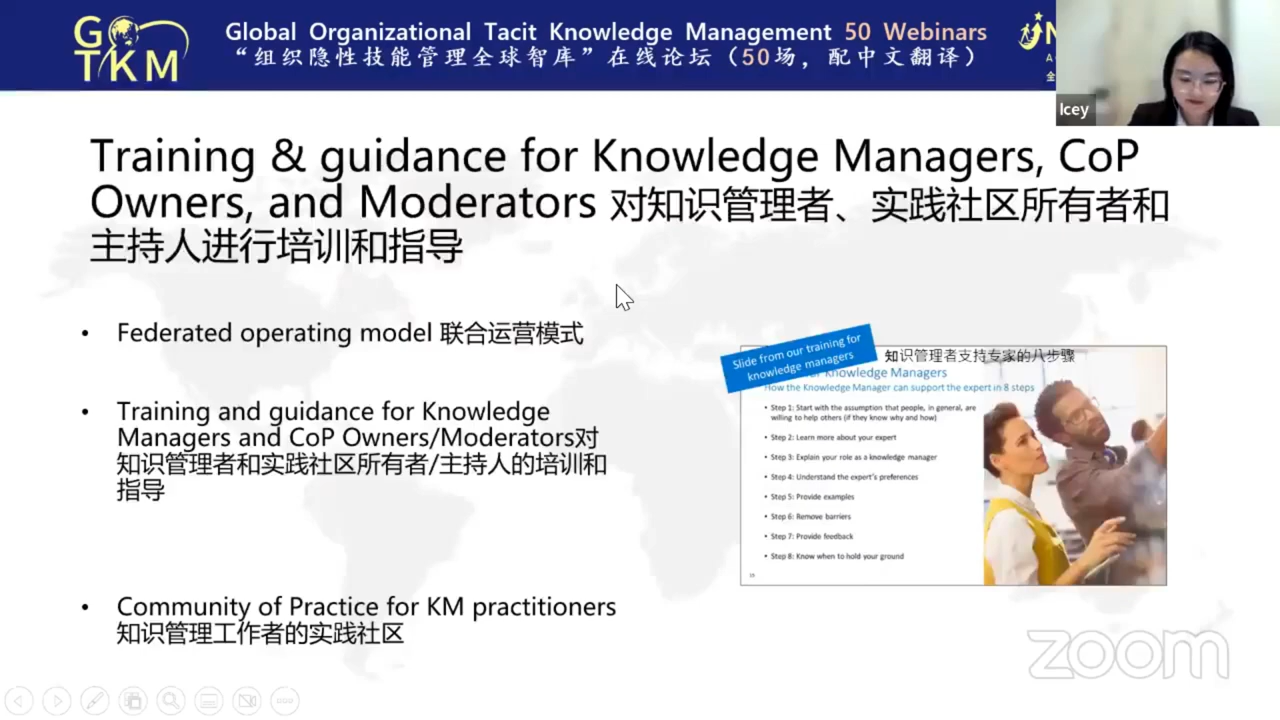 G TKM
Global Organizational Tacit Knowledge Management 50 Webinars
“组织隐性技能管理全球智库”在线论坛（50场，配中文翻译）
Icey
Training & guidance for Knowledge Managers, CoP
Owners, and Moderators 对知识管理者、实践社区所有者和
主持人进行培训和指导
• Federated operating model 联合运营模式
• Training and guidance for Knowledge
Managers and CoP Owners/Moderators对
知识管理者和实践社区所有者/主持人的培训和
指导
• Community of Practice for KM practitioners
知识管理工作者的实践社区
Slide from our training for
knowledge managers
知识管理者支持专家的八步骤
Knowledge Managers
How the Knowledge Manager can support the expert in 8 steps
• Step 1: Start with the assumption that people, in general, are
willing to help others (if they know why and how)
• Step 2: Learn more about your expert
• Step 3: Explain your role as a knowledge manager
• Step 4: Understand the expert's preferences
• Step 5: Provide examples
• Step 6: Remove barriers
• Step 7: Provide feedback
• Step 8: Know when to hold your ground
zoom